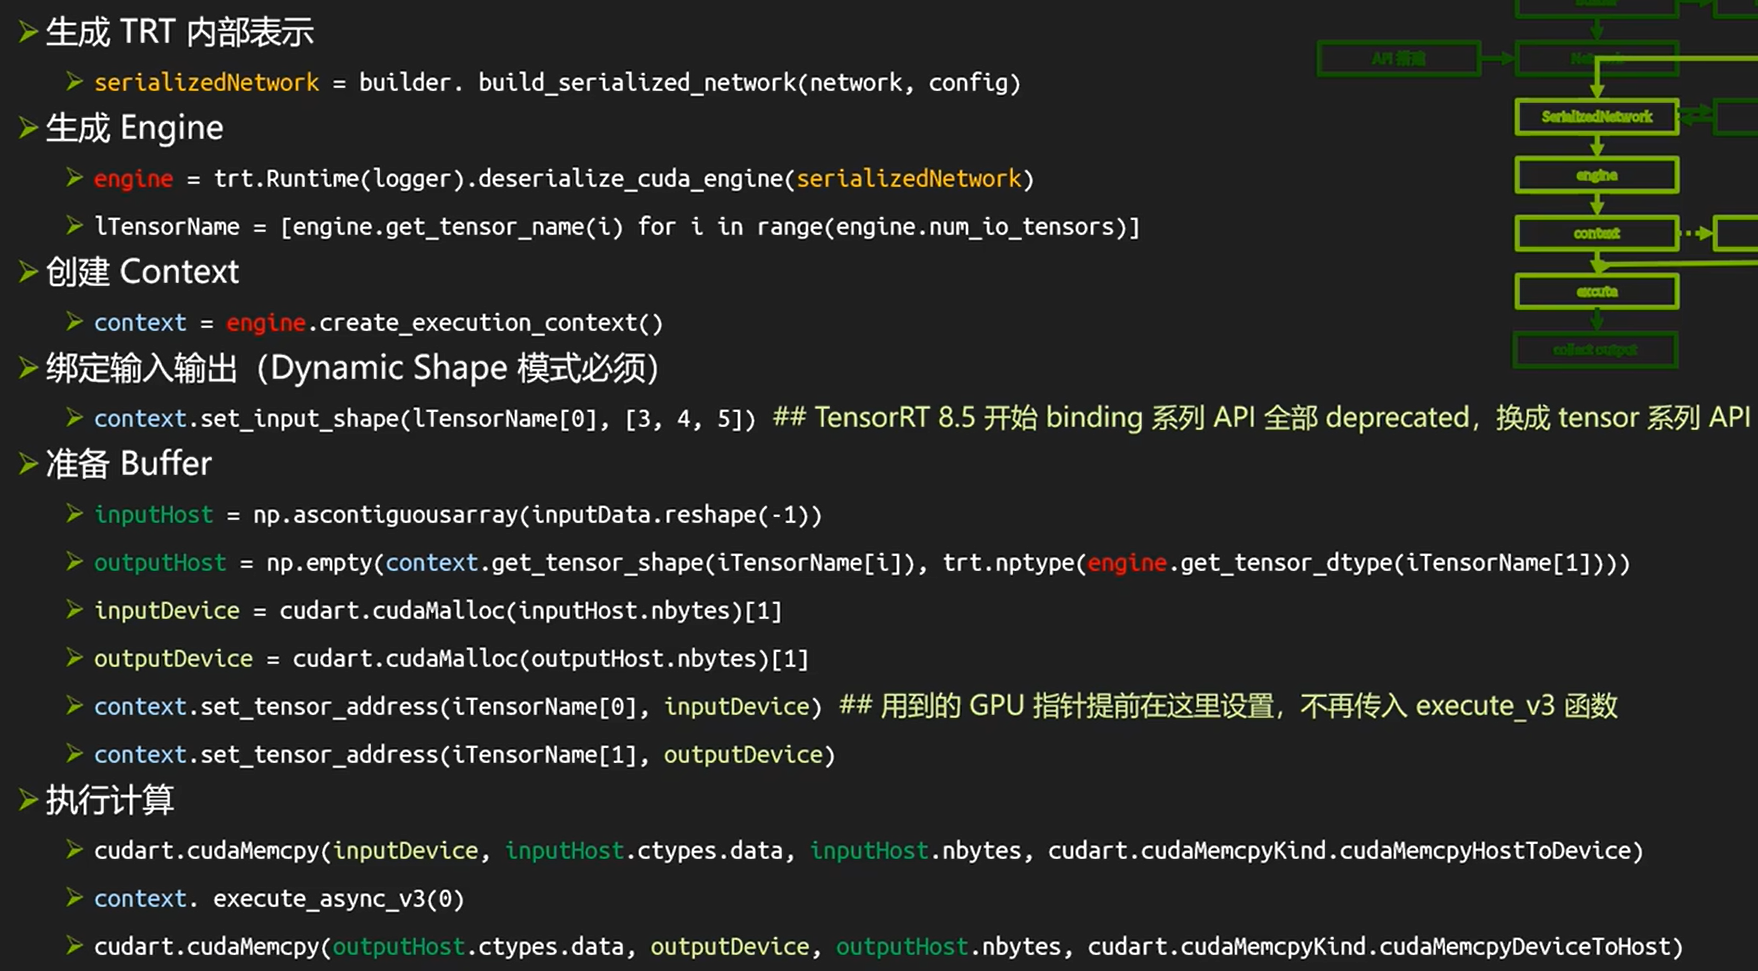 生成 TRT 内部表示
serializedNetwork = builder. build_serialized_network(network, config)
生成 Engine
engine = trt.Runtime(logger).deserialize_cuda_engine(serializedNetwork)
lTensorName = [engine.get_tensor_name(i) for i in range(engine.num_io_tensors)]
创建 Context
context = engine.create_execution_context()
绑定输入输出（Dynamic Shape 模式必须）
context.set_input_shape(lTensorName[0], [3, 4, 5]) ## TensorRT 8.5 开始 binding 系列 API 全部 deprecated，换成 tensor 系列 API
准备 Buffer
inputHost = np.ascontiguousarray(inputData.reshape(-1))
outputHost = np.empty(context.get_tensor_shape(iTensorName[i]), trt.nptype(engine.get_tensor_dtype(iTensorName[1])))
inputDevice = cudart.cudaMalloc(inputHost.nbytes)[1]
outputDevice = cudart.cudaMalloc(outputHost.nbytes)[1]
context.set_tensor_address(iTensorName[0], inputDevice) ## 用到的 GPU 指针提前在这里设置，不再传入 execute_v3 函数
context.set_tensor_address(iTensorName[1], outputDevice)
执行计算
cudart.cudaMemcpy(inputDevice, inputHost.ctypes.data, inputHost.nbytes, cudart.cudaMemcpyKind.cudaMemcpyHostToDevice)
context. execute_async_v3(0)
cudart.cudaMemcpy(outputHost.ctypes.data, outputDevice, outputHost.nbytes, cudart.cudaMemcpyKind.cudaMemcpyDeviceToHost)
API 搭建
SerializedNetwork
engine
context
excute
collect output